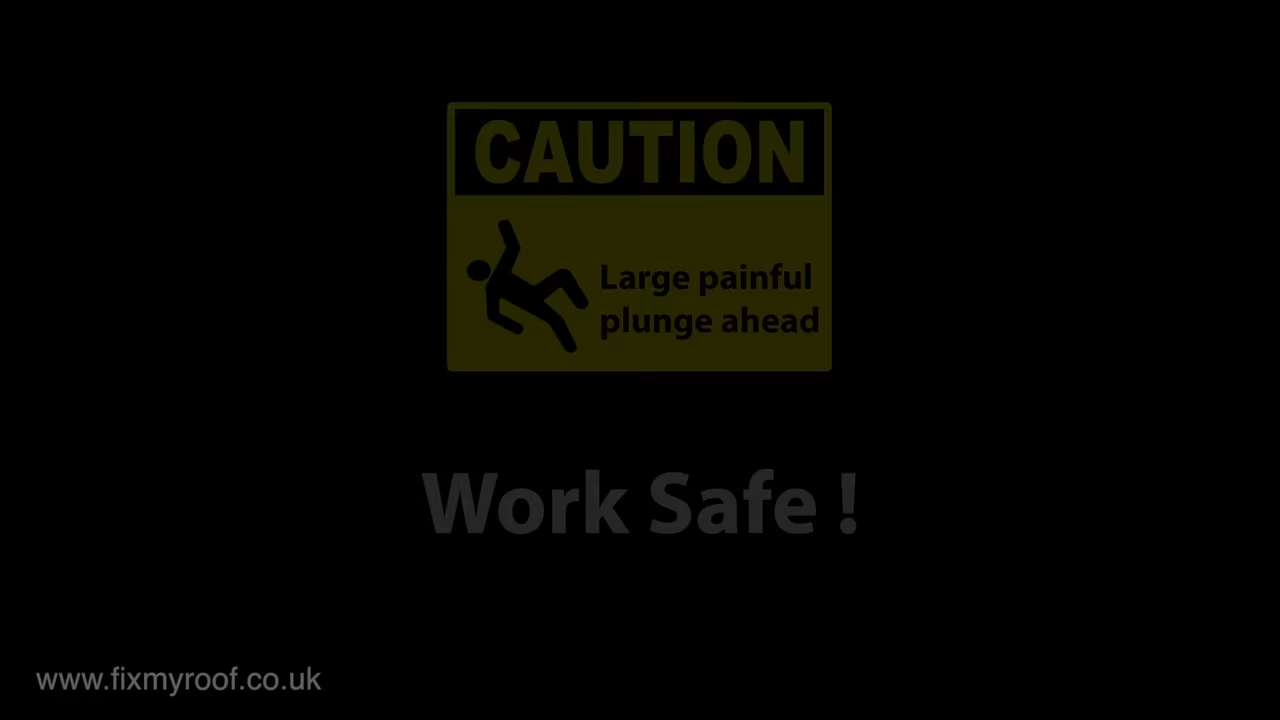 CAUTION
Large painful
plunge ahead
Work Safe !
www.fixmyroof.co.uk